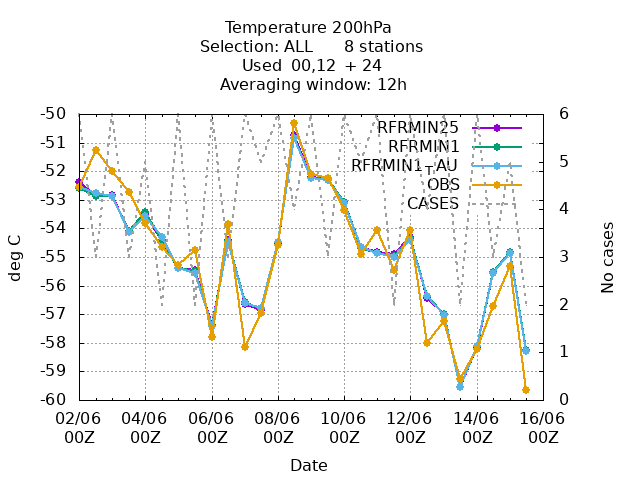 Temperature 200hPa
Selection: ALL 8 stations
Used 00,12 + 24
Averaging window: 12h
-50
-51
-52
-53
-54
-55
-56
-57
-58
-59
-60
deg C
6
5
4
3
2
1
0
No cases
RFRMIN25
RFRMIN1
RFRMIN1-AU
OBS
CASES
02/06 04/06 06/06 08/06 10/06 12/06 14/06 16/06
00Z 00Z 00Z 00Z 00Z 00Z 00Z 00Z
Date